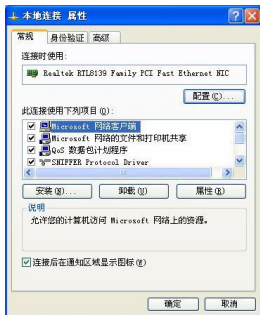 本地连接 属性
常规 身份验证 高级
连接时使用:
Realtek RTL8139 Family PCI Fast Ethernet NIC
配置(C)...
此连接使用下列项目(O):
Microsoft 网络客户端
Microsoft 网络的文件和打印机共享
QoS 数据包计划程序
SNIFFER Protocol Driver
安装(N)... 卸载(U) 属性(R)
说明
允许您的计算机访问 Microsoft 网络上的资源。
连接后在通知区域显示图标(W)
确定 取消